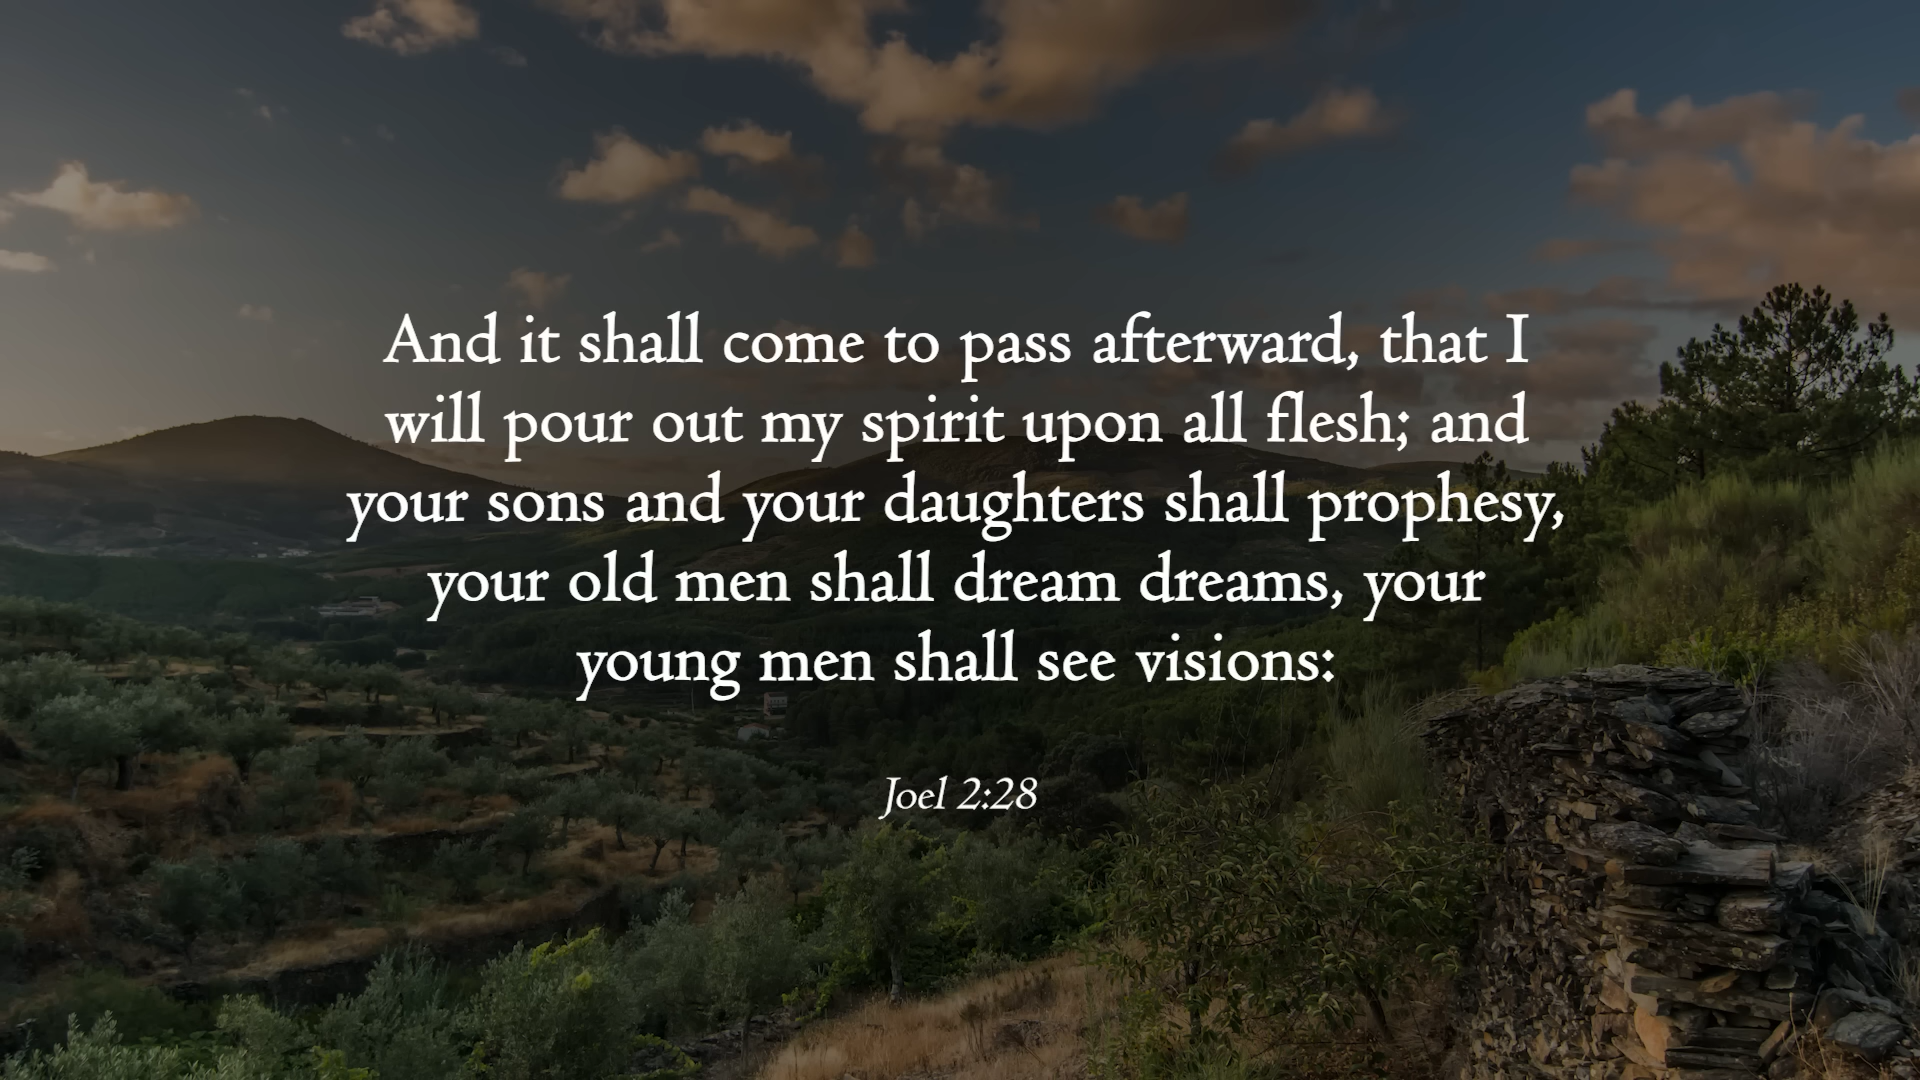 And it shall come to pass afterward, that I
will pour out my spirit upon all flesh; and
your sons and your daughters shall prophesy,
your old men shall dream dreams, your
young men shall see visions:
Joel 2:28